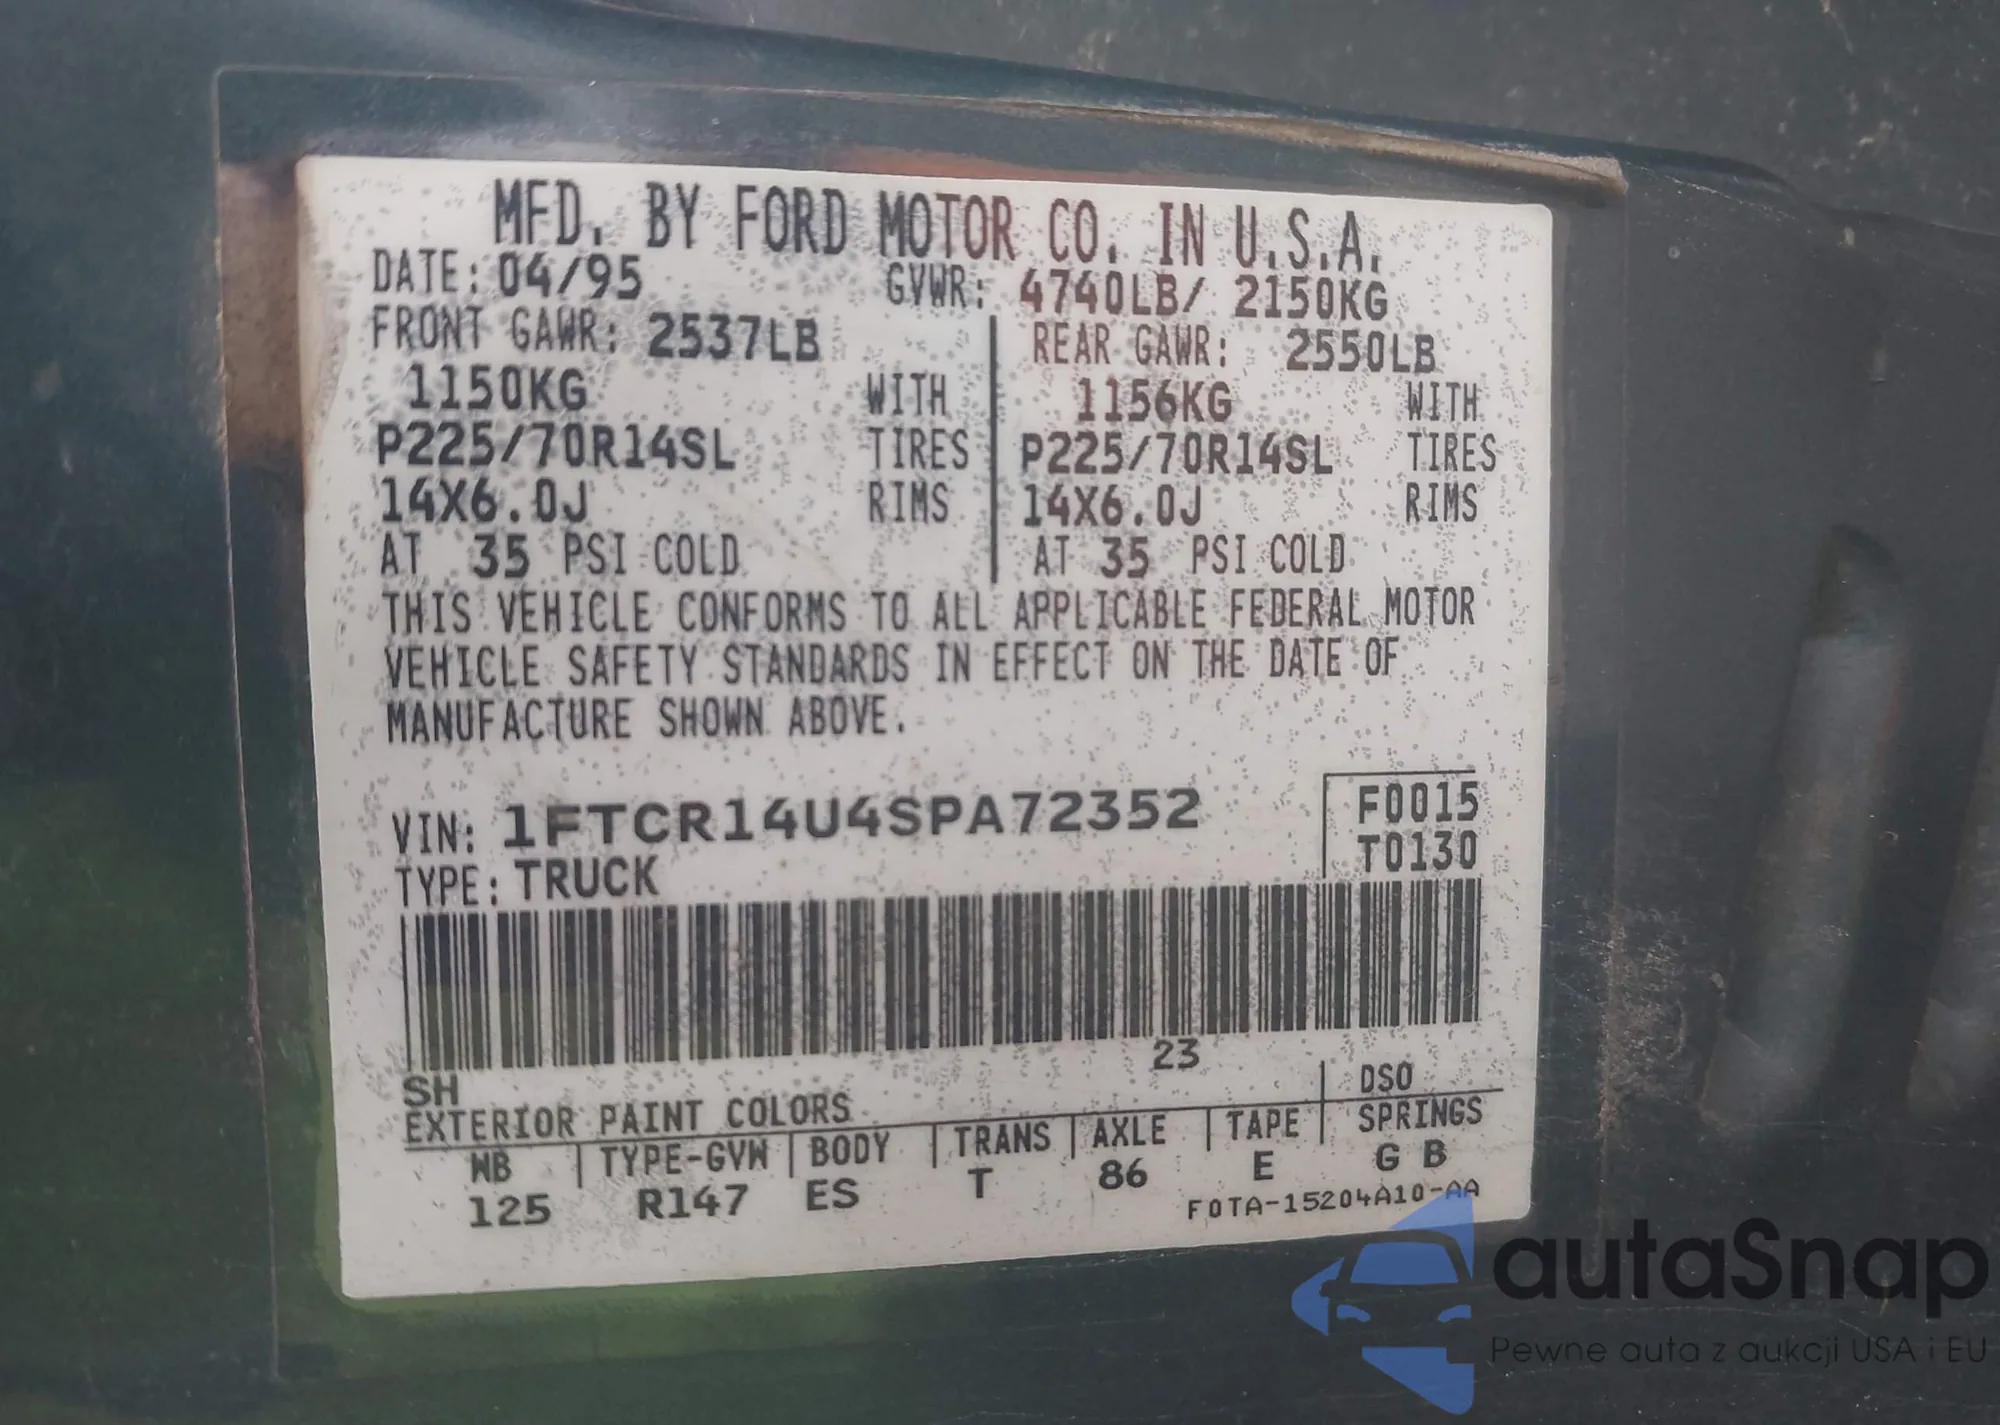 MFD. BY FORD MOTOR CO. IN U.S.A.
DATE: 04/95 GVWR: 4740LB/ 2150KG
FRONT GAWR: 2537LB REAR GAWR: 2550LB
1150KG WITH 1156KG WITH
P225/70R14SL TIRES P225/70R14SL TIRES
14X6.0J RIMS 14X6.0J RIMS
AT 35 PSI COLD AT 35 PSI COLD
THIS VEHICLE CONFORMS TO ALL APPLICABLE FEDERAL MOTOR
VEHICLE SAFETY STANDARDS IN EFFECT ON THE DATE OF
MANUFACTURE SHOWN ABOVE.
VIN: 1FTCR14U4SPA72352 F0015
TYPE: TRUCK T0130
23
SH DSO
EXTERIOR PAINT COLORS
WB | TYPE-GVW | BODY | TRANS | AXLE | TAPE | SPRINGS
125 R147 ES T 86 E G B
F0TA-15204A10-AA
autaSnap
Pewne auta z aukcji USA i EU